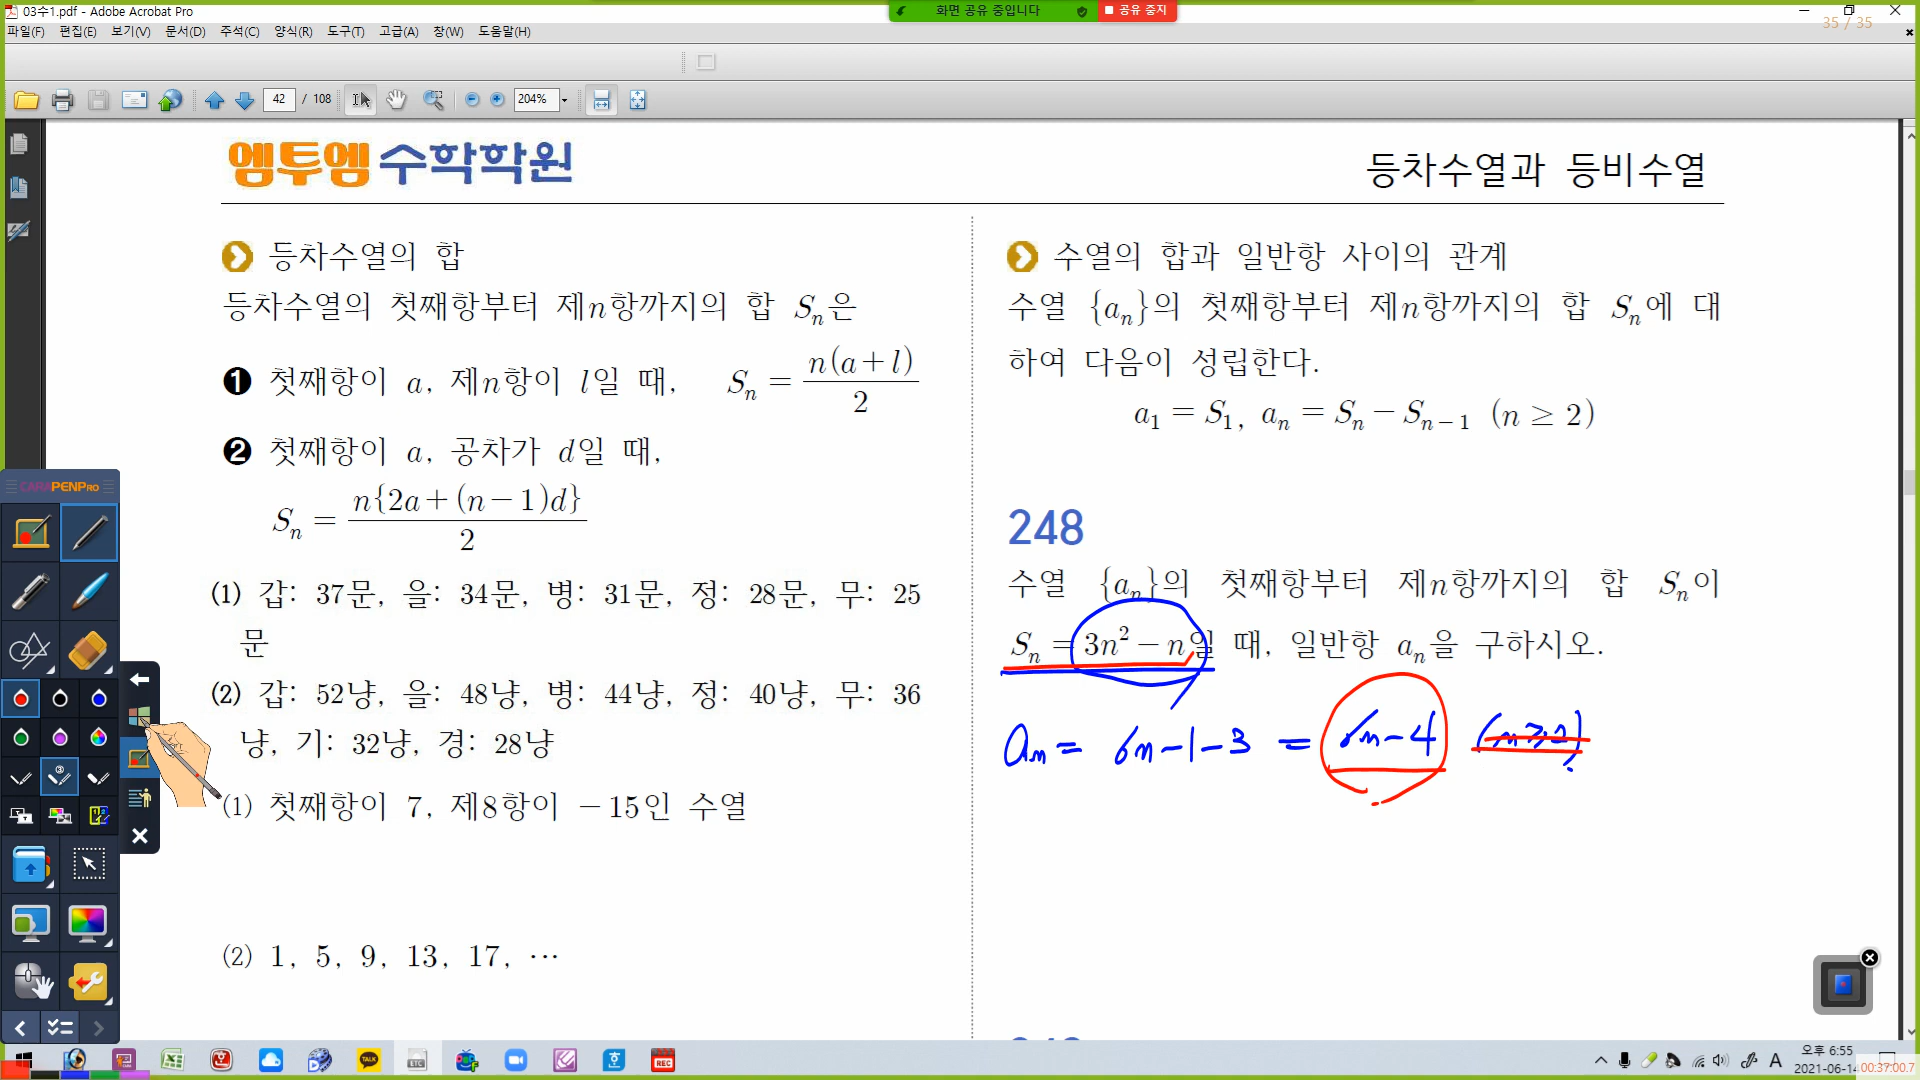 03수1.pdf - Adobe Acrobat Pro
화면 공유 중입니다
공유 중지
35 / 35
파일(F) 편집(E) 보기(V) 문서(D) 주석(C) 양식(R) 도구(T) 고급(A) 창(W) 도움말(H)
42 / 108
204%
엠투엠 수학학원
등차수열과 등비수열
등차수열의 합
등차수열의 첫째항부터 제n항까지의 합 Sₙ은
❶ 첫째항이 a, 제n항이 l일 때, Sₙ = n(a+l)/2
❷ 첫째항이 a, 공차가 d일 때,
Sₙ = n{2a+(n−1)d}/2
(1) 갑: 37문, 을: 34문, 병: 31문, 정: 28문, 무: 25
문
(2) 갑: 52냥, 을: 48냥, 병: 44냥, 정: 40냥, 무: 36
냥, 기: 32냥, 경: 28냥
(1) 첫째항이 7, 제8항이 −15인 수열
(2) 1, 5, 9, 13, 17, ⋯
수열의 합과 일반항 사이의 관계
수열 {aₙ}의 첫째항부터 제n항까지의 합 Sₙ에 대
하여 다음이 성립한다.
a₁ = S₁, aₙ = Sₙ − Sₙ₋₁ (n ≥ 2)
248
수열 {aₙ}의 첫째항부터 제n항까지의 합 Sₙ이
Sₙ = 3n² − n일 때, 일반항 aₙ을 구하시오.
aₙ = 6n−1−3 = 6n−4 (n≥2)
CARAPENPRO
TALK
ETC
REC
A
오후 6:55
2021-06-14
00:37:00.7